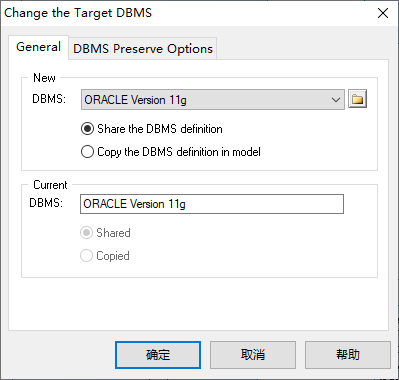 Change the Target DBMS
General
DBMS Preserve Options
New
DBMS:
ORACLE Version 11g
Share the DBMS definition
Copy the DBMS definition in model
Current
DBMS:
ORACLE Version 11g
Shared
Copied
确定
取消
帮助